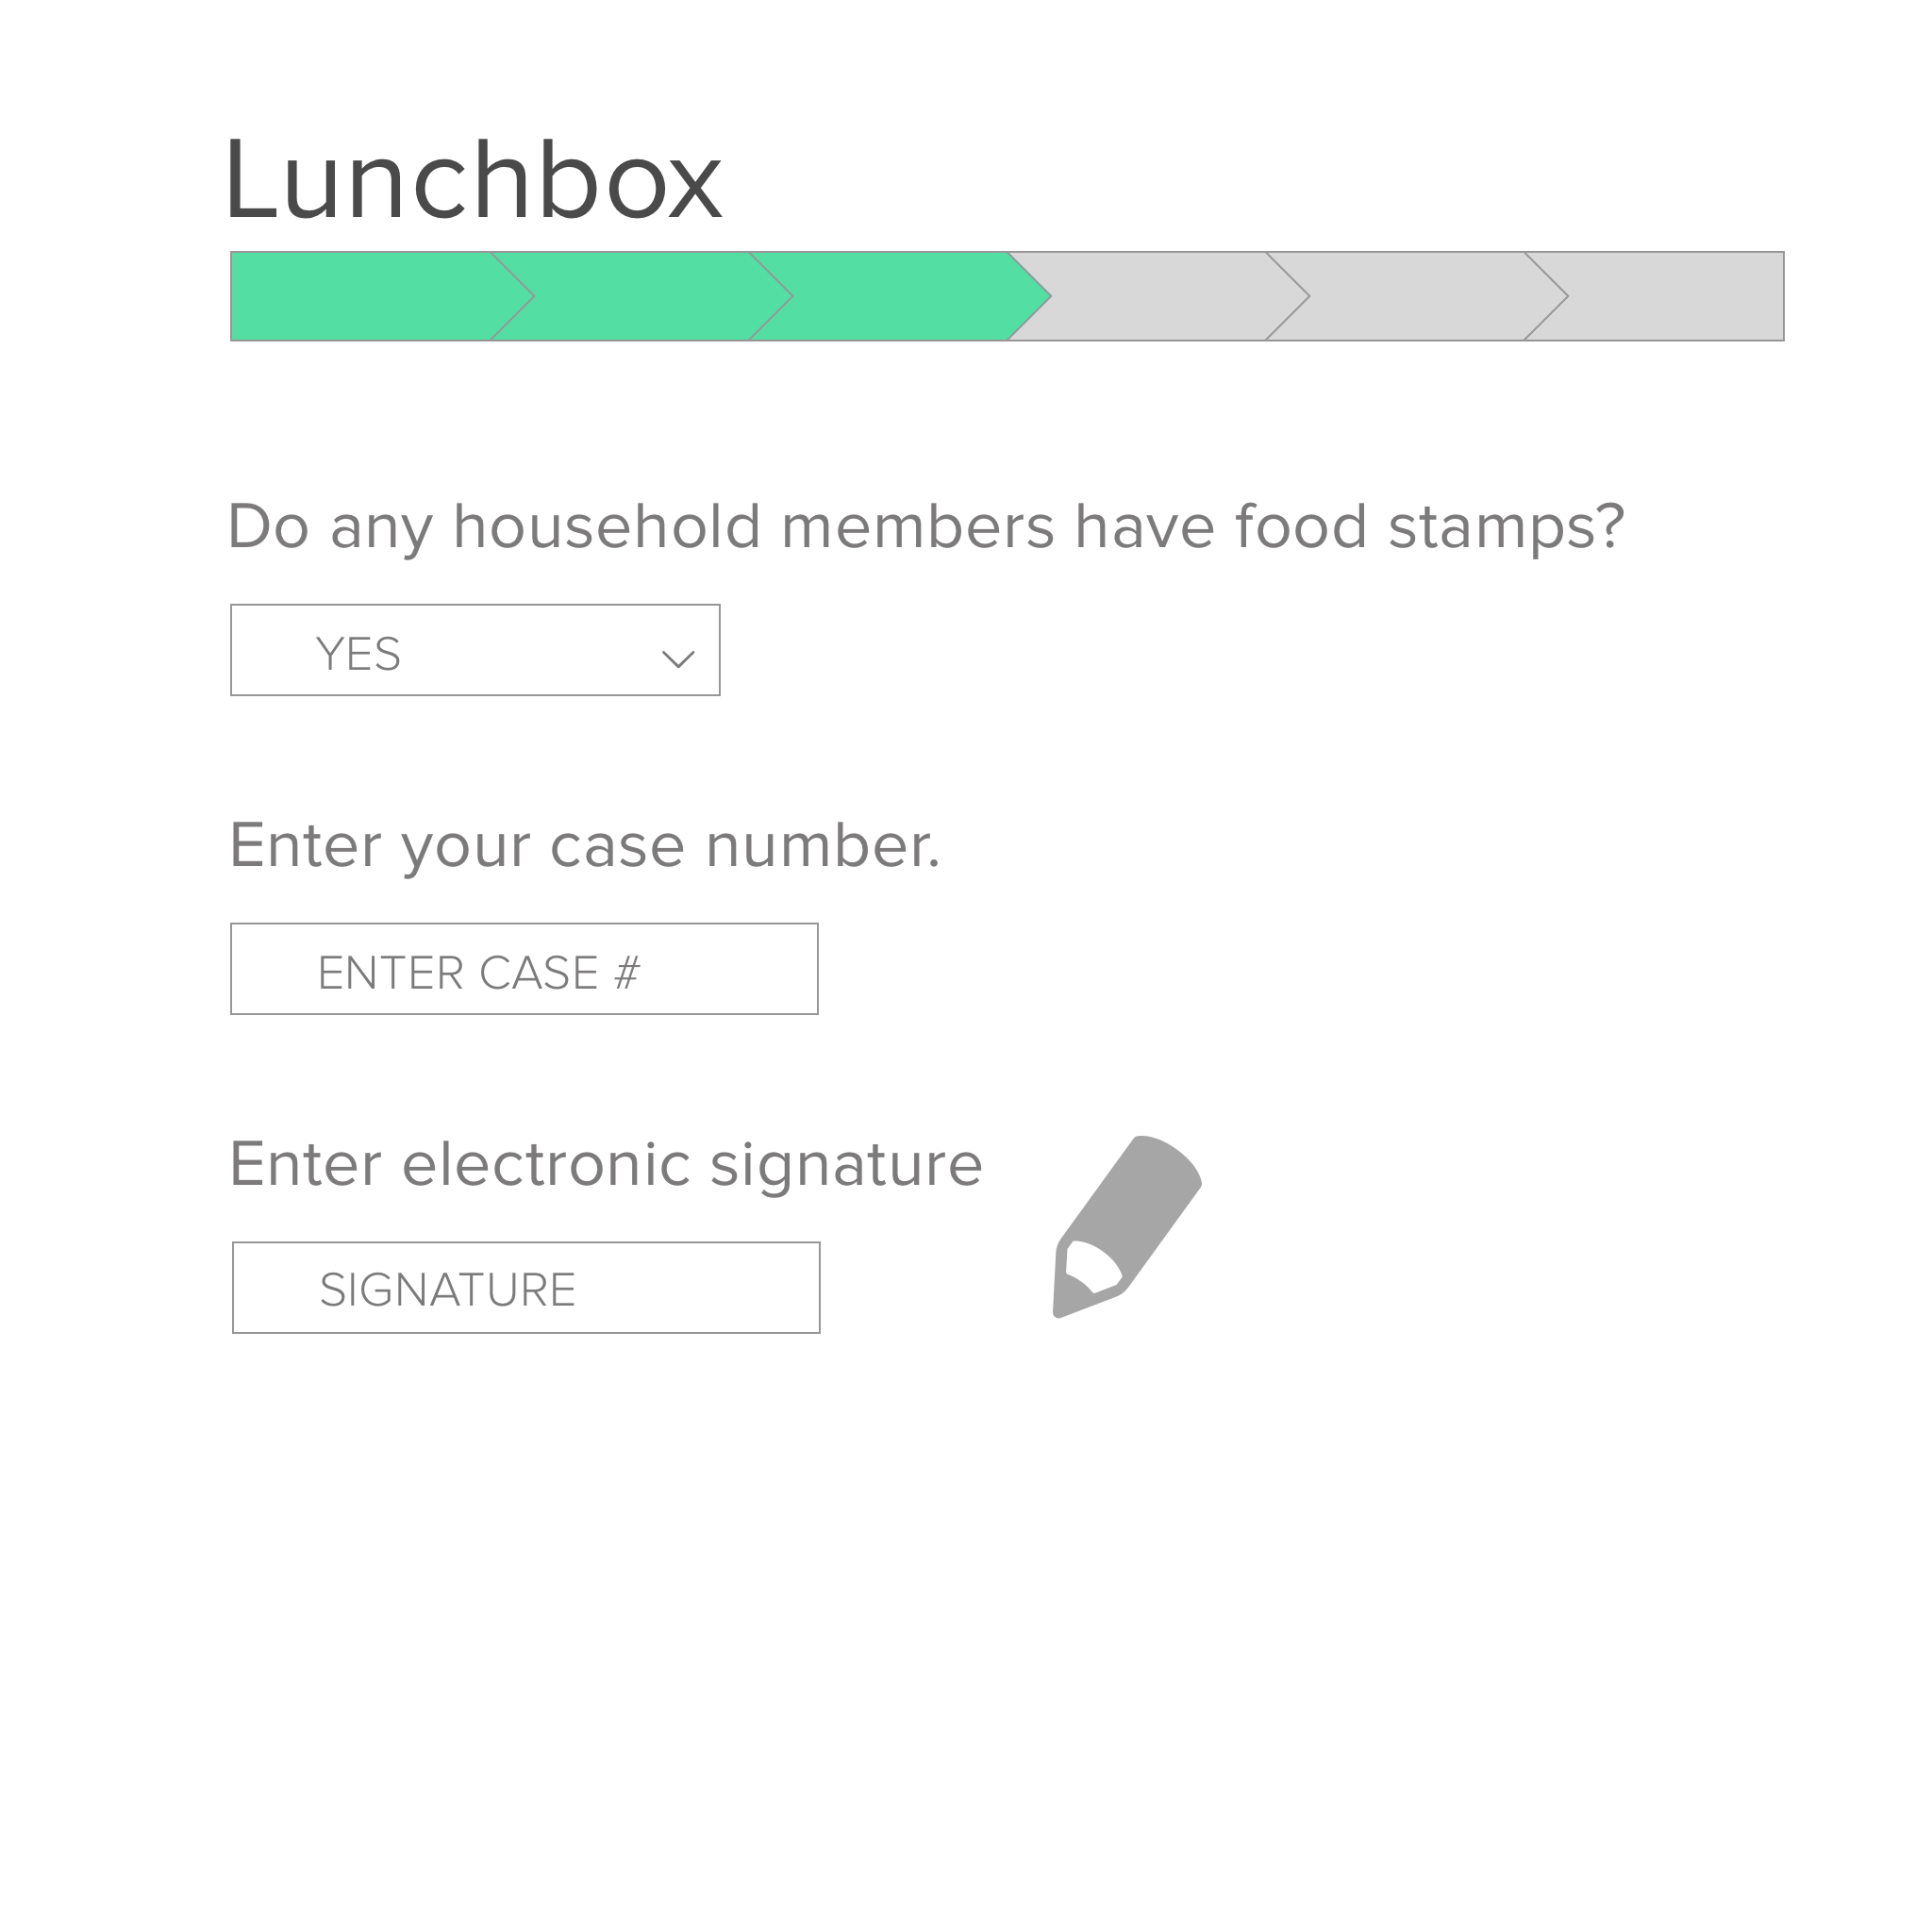 Lunchbox
Do any household members have food stamps?
YES
Enter your case number.
ENTER CASE #
Enter electronic signature
SIGNATURE